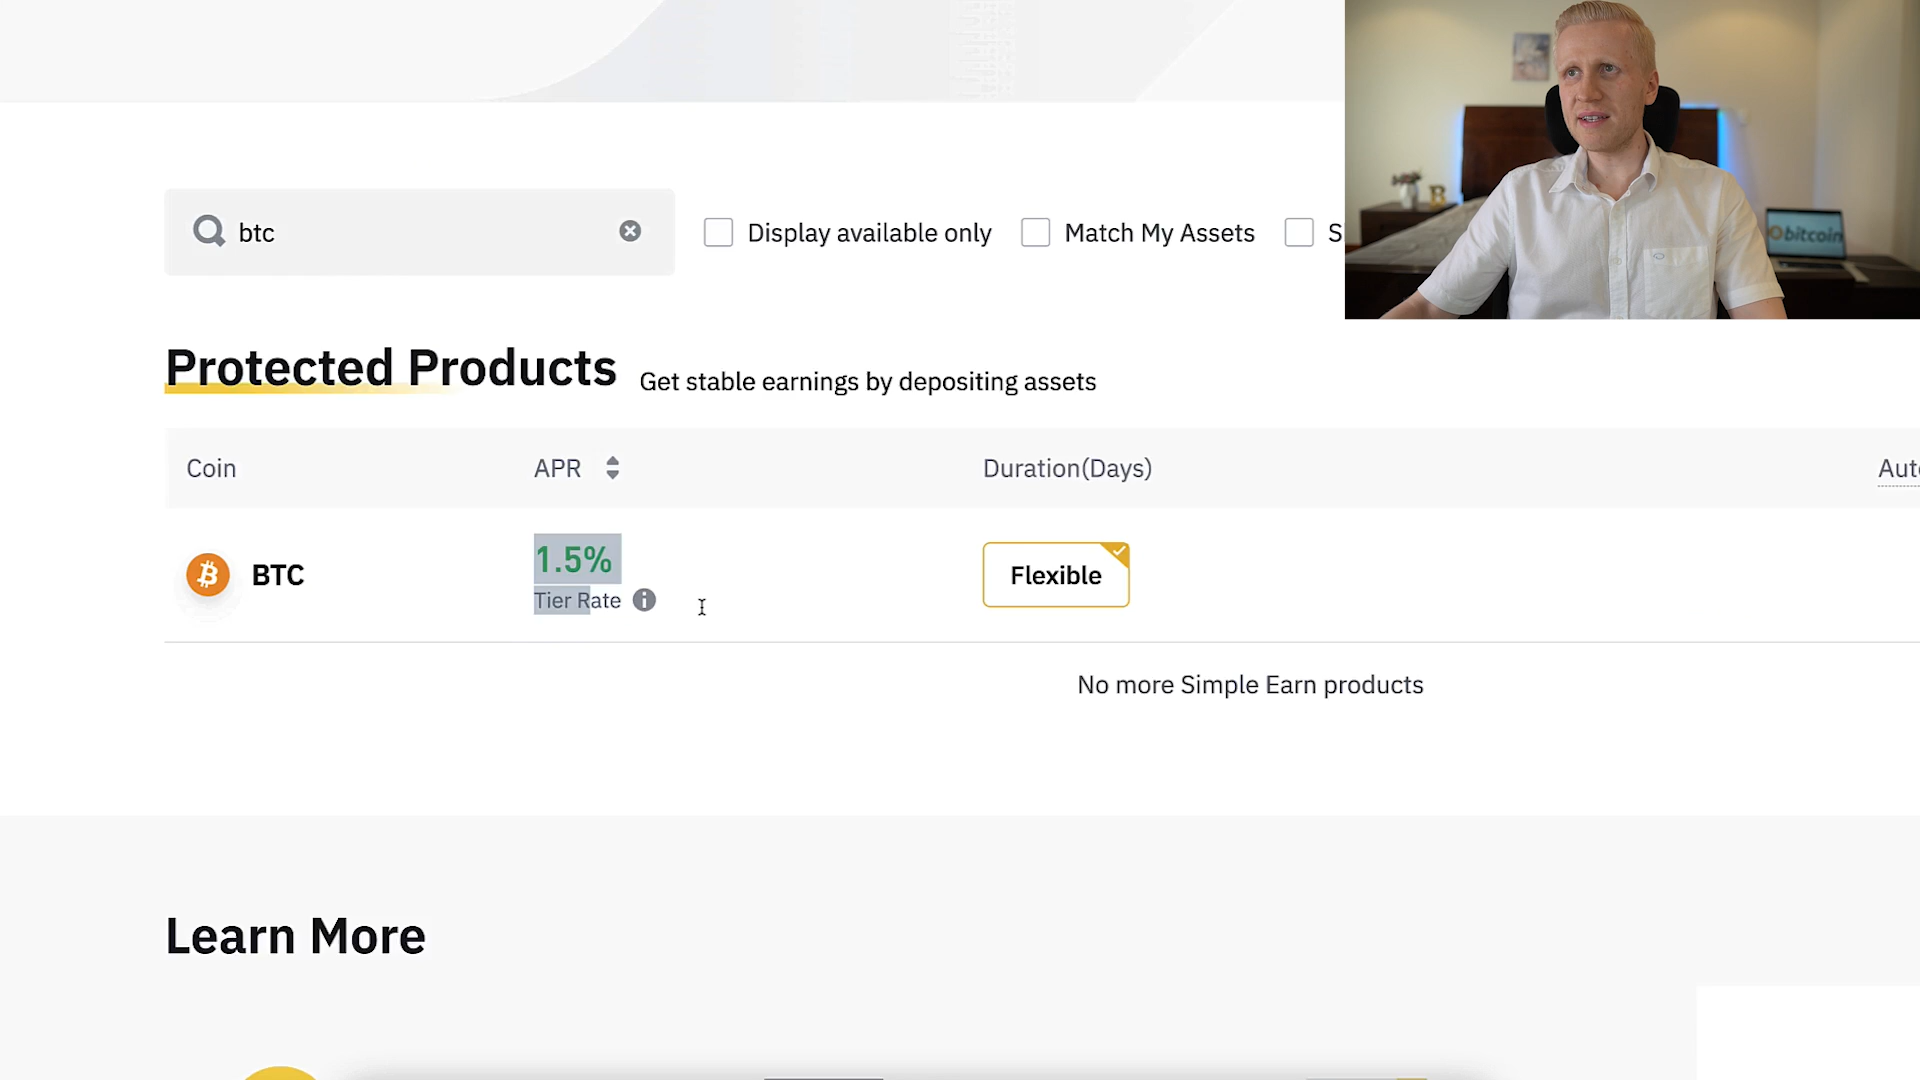 btc
Display available only
Match My Assets
S
bitcoin
Protected Products
Get stable earnings by depositing assets
Coin
APR
Duration(Days)
Aut
BTC
1.5%
Tier Rate
Flexible
No more Simple Earn products
Learn More